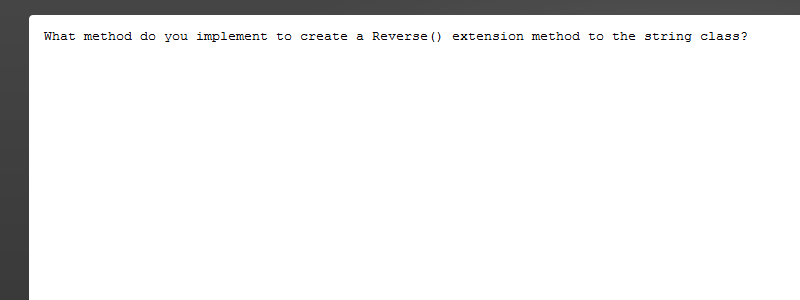 What method do you implement to create a Reverse() extension method to the string class?